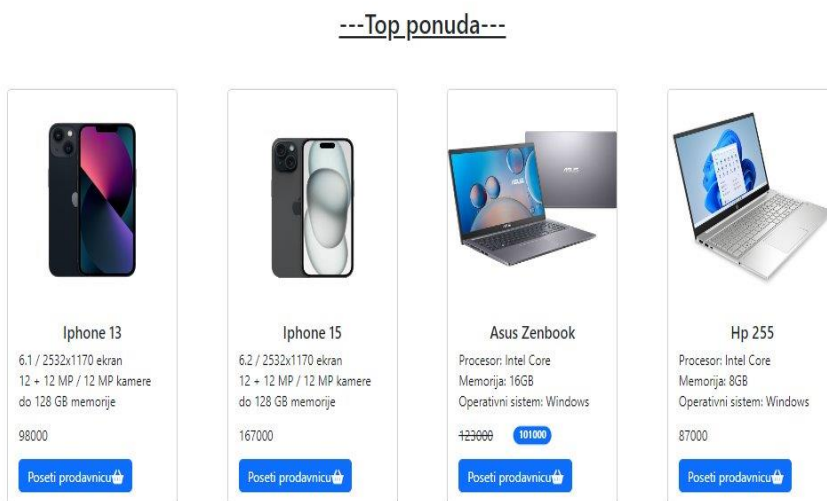 ---Top ponuda---
Iphone 13
6.1 / 2532x1170 ekran
12 + 12 MP / 12 MP kamere
do 128 GB memorije
98000
Poseti prodavnicu
Iphone 15
6.2 / 2532x1170 ekran
12 + 12 MP / 12 MP kamere
do 128 GB memorije
167000
Poseti prodavnicu
ASUS
Asus Zenbook
Procesor: Intel Core
Memorija: 16GB
Operativni sistem: Windows
123000 101000
Poseti prodavnicu
Hp 255
Procesor: Intel Core
Memorija: 8GB
Operativni sistem: Windows
87000
Poseti prodavnicu